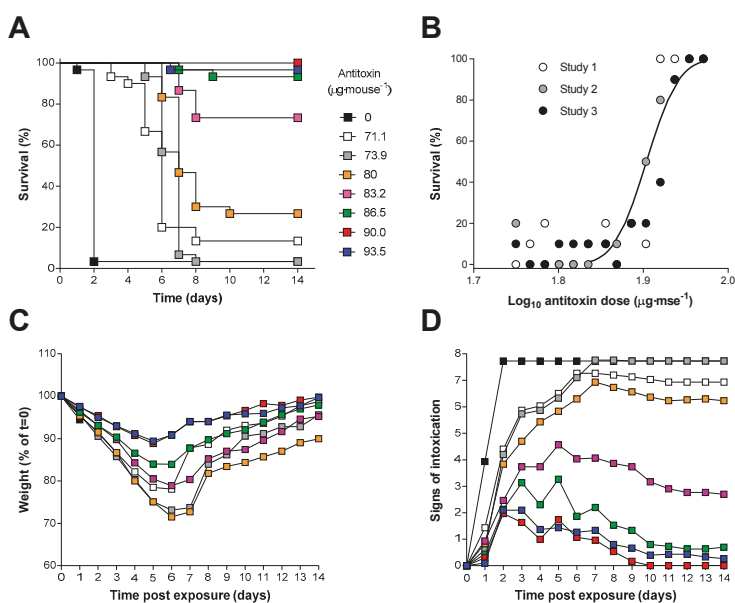 A
Survival (%)
100
80
60
40
20
0
0 2 4 6 8 10 12 14
Time (days)
Antitoxin
(μg·mouse⁻¹)
0
71.1
73.9
80
83.2
86.5
90.0
93.5
B
Survival (%)
100
80
60
40
20
0
Study 1
Study 2
Study 3
1.7 1.8 1.9 2.0
Log₁₀ antitoxin dose (μg·mse⁻¹)
C
Weight (% of t=0)
110
100
90
80
70
60
0 1 2 3 4 5 6 7 8 9 10 11 12 13 14
Time post exposure (days)
D
Signs of intoxication
8
7
6
5
4
3
2
1
0
0 1 2 3 4 5 6 7 8 9 10 11 12 13 14
Time post exposure (days)